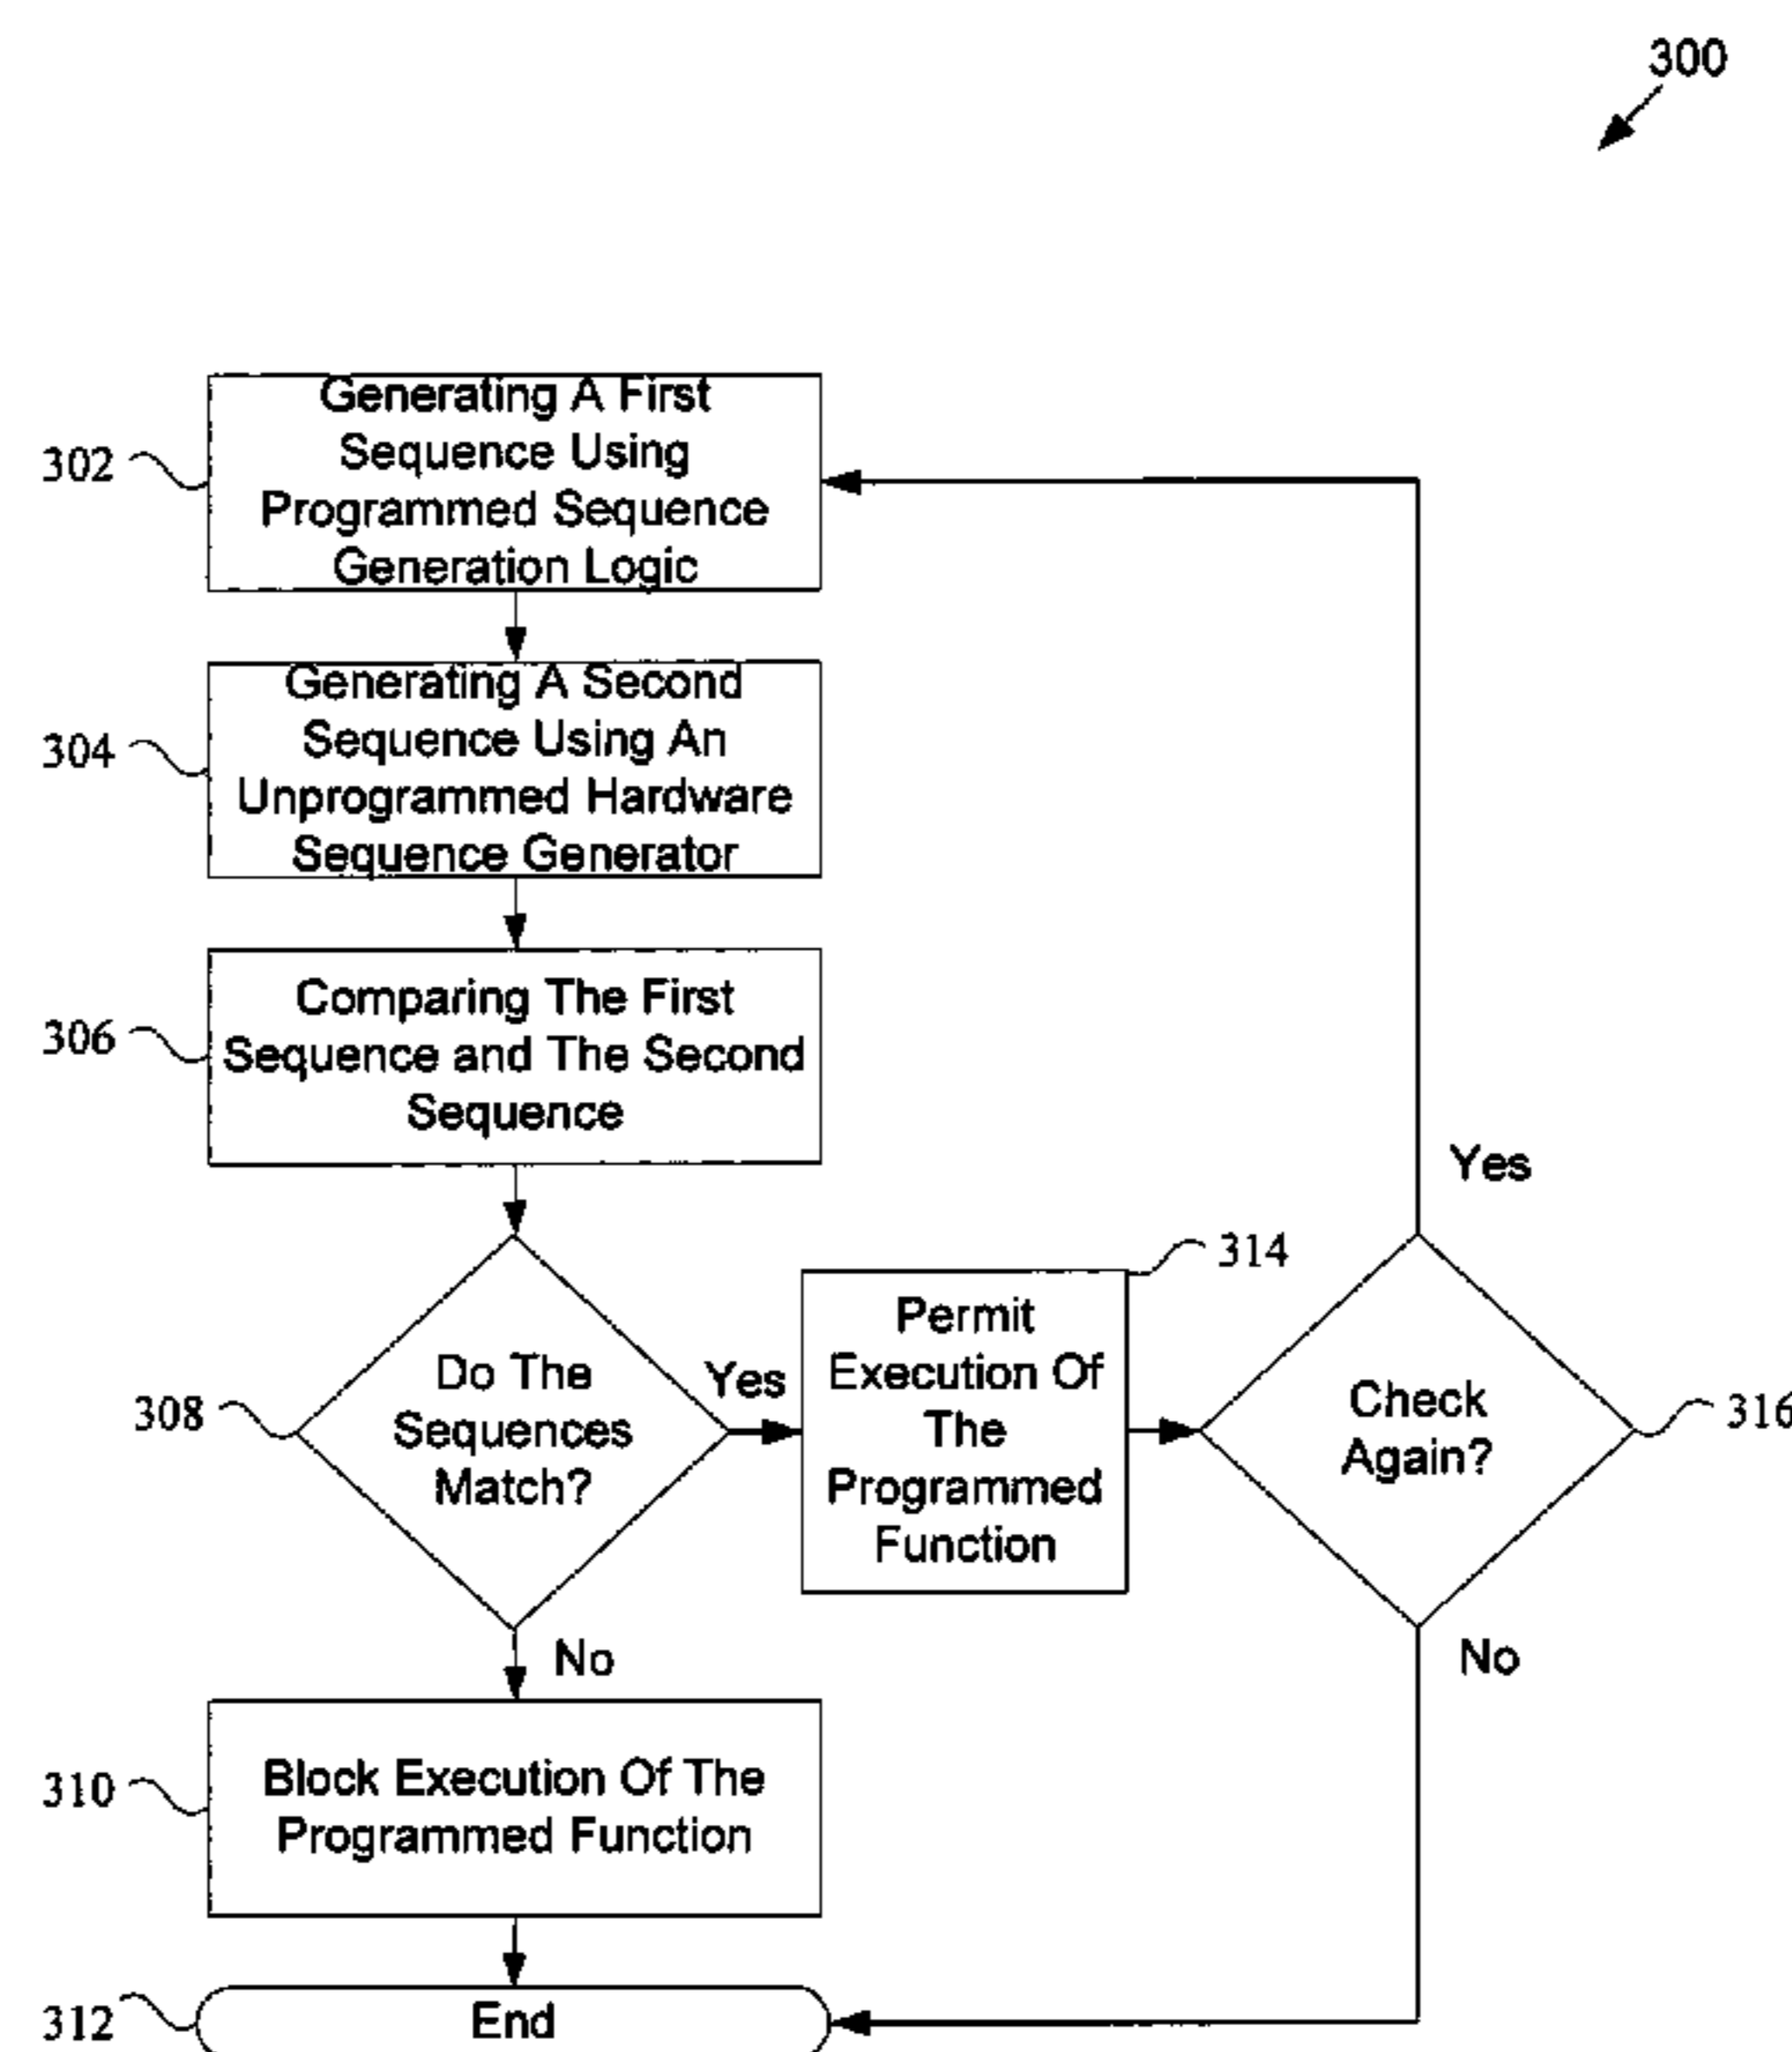 300
302
Generating A First
Sequence Using
Programmed Sequence
Generation Logic
304
Generating A Second
Sequence Using An
Unprogrammed Hardware
Sequence Generator
306
Comparing The First
Sequence and The Second
Sequence
308
Do The
Sequences
Match?
Yes
314
Permit
Execution Of
The
Programmed
Function
Yes
Check
Again?
316
No
No
310
Block Execution Of The
Programmed Function
312
End